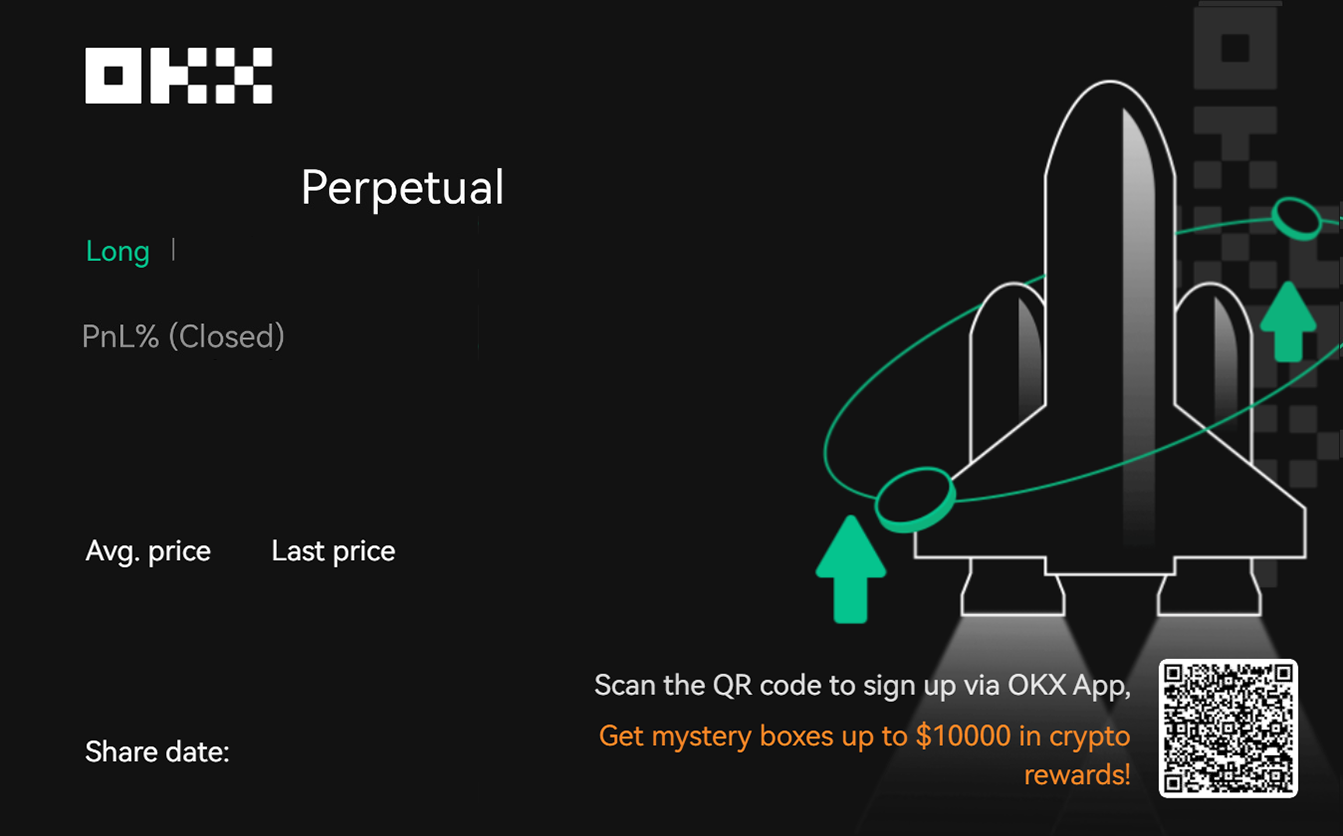 OKX
Perpetual
Long |
PnL% (Closed)
Avg. price Last price
Scan the QR code to sign up via OKX App,
Get mystery boxes up to $10000 in crypto
rewards!
Share date: